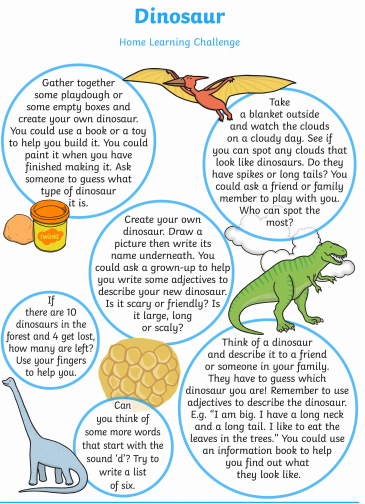 Dinosaur
Home Learning Challenge
Gather together
some playdough or
some empty boxes and
create your own dinosaur.
You could use a book or a toy
to help you build it. You could
paint it when you have
finished making it. Ask
someone to guess what
type of dinosaur
it is.
twinkl
Take
a blanket outside
and watch the clouds
on a cloudy day. See if
you can spot any clouds that
look like dinosaurs. Do they
have spikes or long tails? You
could ask a friend or family
member to play with you.
Who can spot the
most?
Create your own
dinosaur. Draw a
picture then write its
name underneath. You
could ask a grown-up to help
you write some adjectives to
describe your new dinosaur.
Is it scary or friendly? Is
it large, long
or scaly?
If
there are 10
dinosaurs in the
forest and 4 get lost,
how many are left?
Use your fingers
to help you.
Think of a dinosaur
and describe it to a friend
or someone in your family.
They have to guess which
dinosaur you are! Remember to use
adjectives to describe the dinosaur.
E.g. "I am big. I have a long neck
and a long tail. I like to eat the
leaves in the trees." You could use
an information book to help
you find out what
they look like.
Can
you think of
some more words
that start with the
sound 'd'? Try to
write a list
of six.